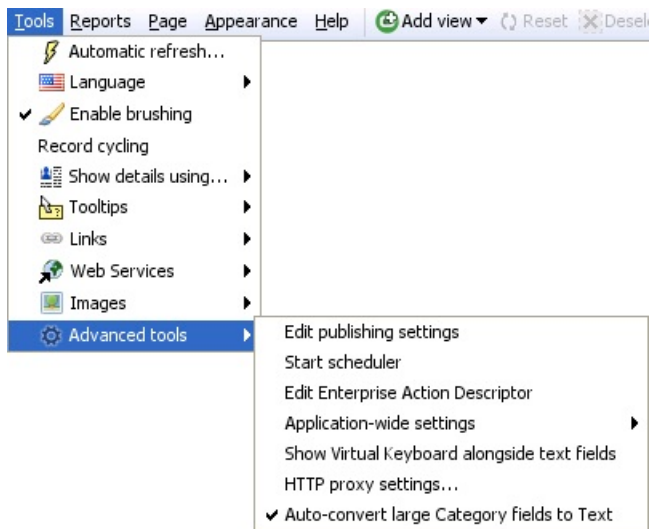 Tools Reports Page Appearance Help Add view Reset Desel
Automatic refresh...
Language
Enable brushing
Record cycling
Show details using...
Tooltips
Links
Web Services
Images
Advanced tools
Edit publishing settings
Start scheduler
Edit Enterprise Action Descriptor
Application-wide settings
Show Virtual Keyboard alongside text fields
HTTP proxy settings...
Auto-convert large Category fields to Text